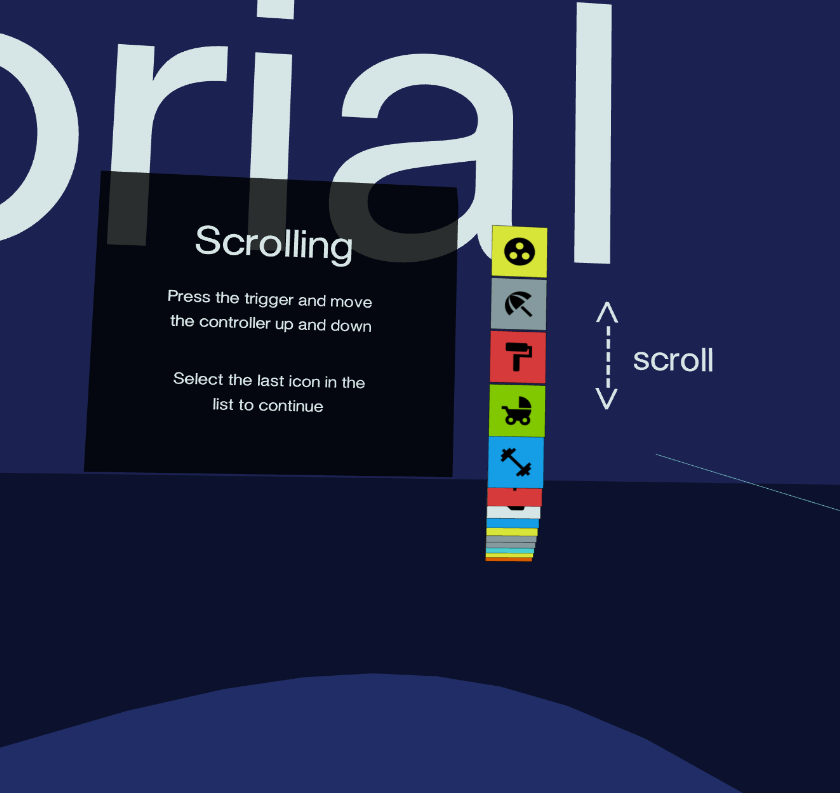 orial
Scrolling
Press the trigger and move
the controller up and down
Select the last icon in the
list to continue
scroll